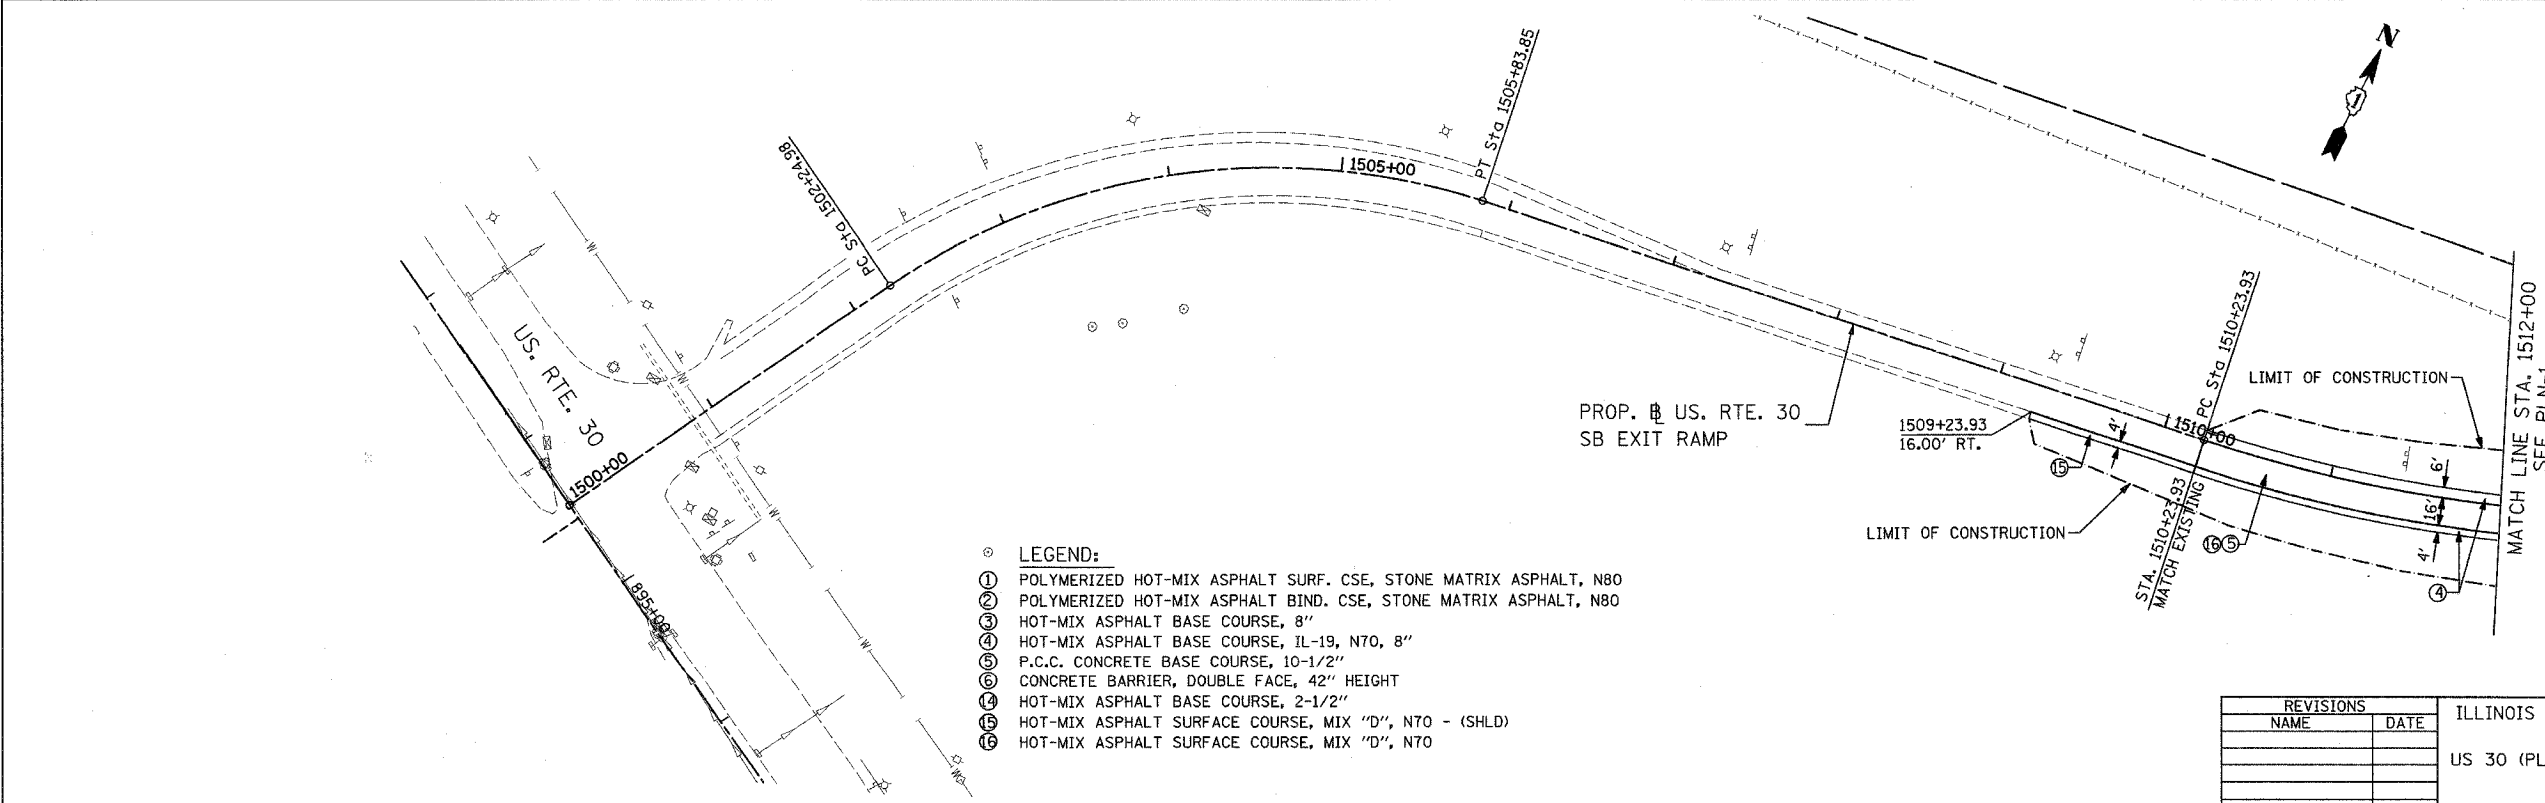 N
1
PC Sta 1502+24.98
PT Sta 1505+83.85
1505+00
US. RTE. 30
1500+00
895+00
W
W
W
W
W
W
PROP. US. RTE. 30
SB EXIT RAMP
1509+23.93
16.00' RT.
15
4'
1510+00
PC Sta 1510+23.93
LIMIT OF CONSTRUCTION
LIMIT OF CONSTRUCTION
STA. 1510+23.93
MATCH EXISTING
16 5
6'
16'
4'
4
MATCH LINE STA. 1512+00
SEE PLN-1
LEGEND:
1 POLYMERIZED HOT-MIX ASPHALT SURF. CSE, STONE MATRIX ASPHALT, N80
2 POLYMERIZED HOT-MIX ASPHALT BIND. CSE, STONE MATRIX ASPHALT, N80
3 HOT-MIX ASPHALT BASE COURSE, 8"
4 HOT-MIX ASPHALT BASE COURSE, IL-19, N70, 8"
5 P.C.C. CONCRETE BASE COURSE, 10-1/2"
6 CONCRETE BARRIER, DOUBLE FACE, 42" HEIGHT
14 HOT-MIX ASPHALT BASE COURSE, 2-1/2"
15 HOT-MIX ASPHALT SURFACE COURSE, MIX "D", N70 - (SHLD)
16 HOT-MIX ASPHALT SURFACE COURSE, MIX "D", N70
REVISIONS
NAME DATE
ILLINOIS
US 30 (PL